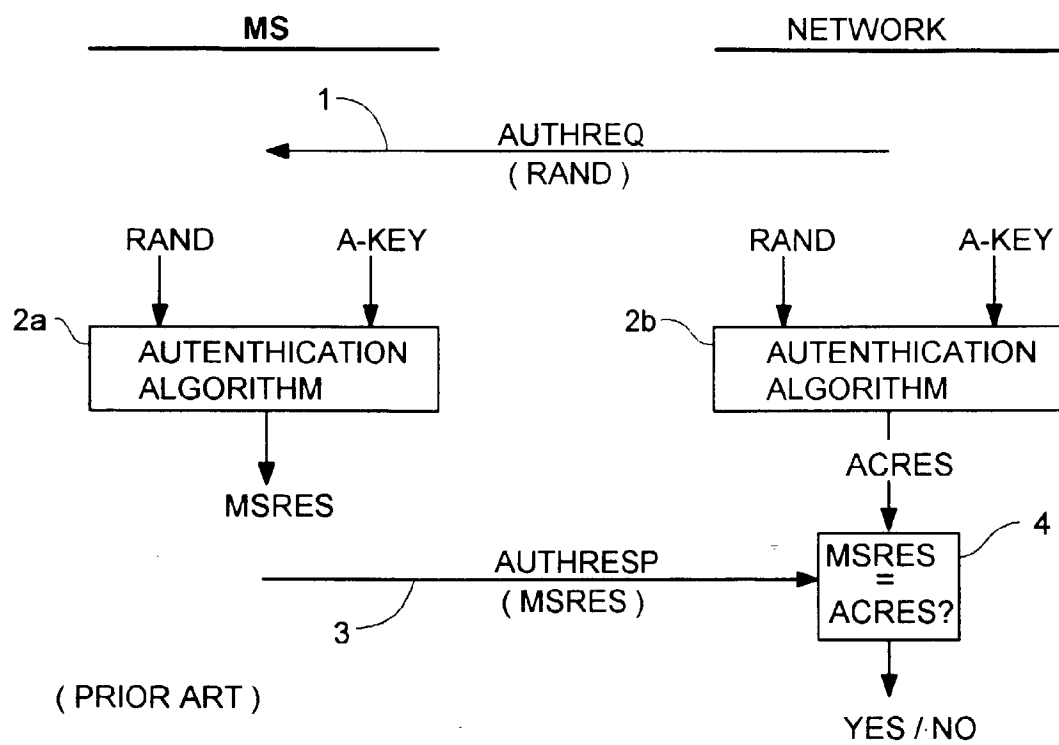 MS
NETWORK
1
AUTHREQ
( RAND )
RAND
A-KEY
RAND
A-KEY
2a
AUTENTHICATION
ALGORITHM
2b
AUTENTHICATION
ALGORITHM
MSRES
ACRES
AUTHRESP
( MSRES )
3
MSRES
=
ACRES?
4
( PRIOR ART )
YES / NO